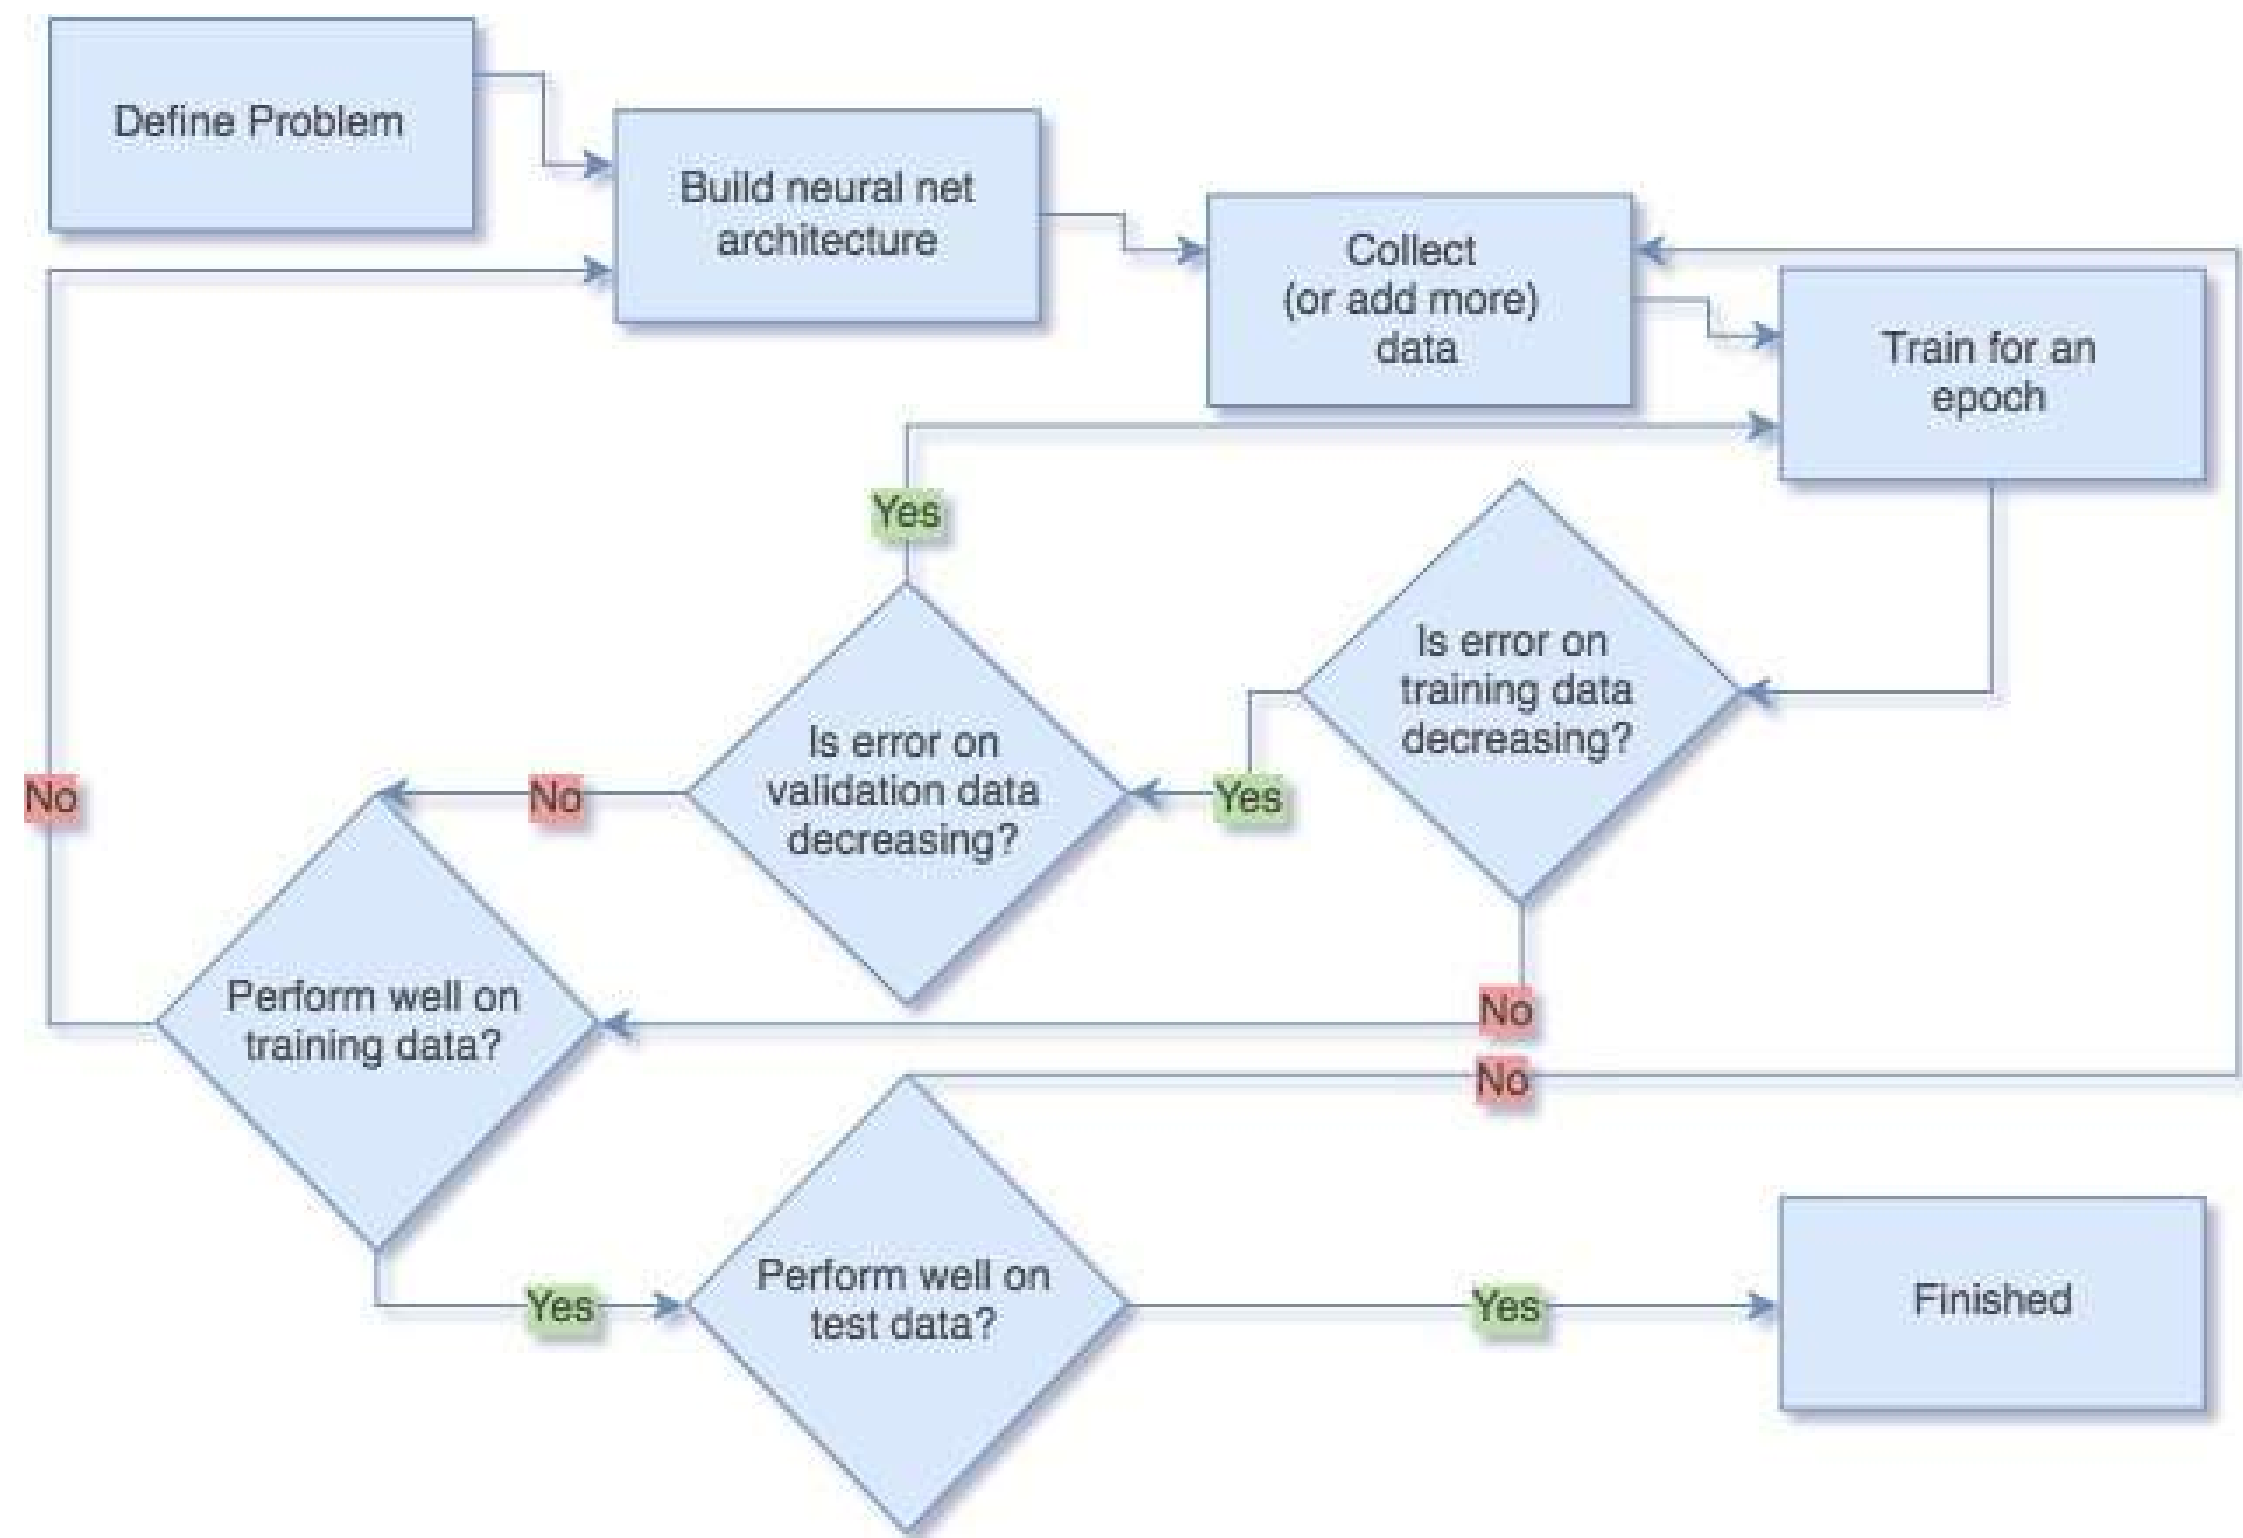 Define Problem
Build neural net
architecture
Collect
(or add more)
data
Train for an
epoch
Yes
Is error on
training data
decreasing?
Is error on
validation data
decreasing?
No
No
Yes
Perform well on
training data?
No
No
Perform well on
test data?
Yes
Yes
Finished